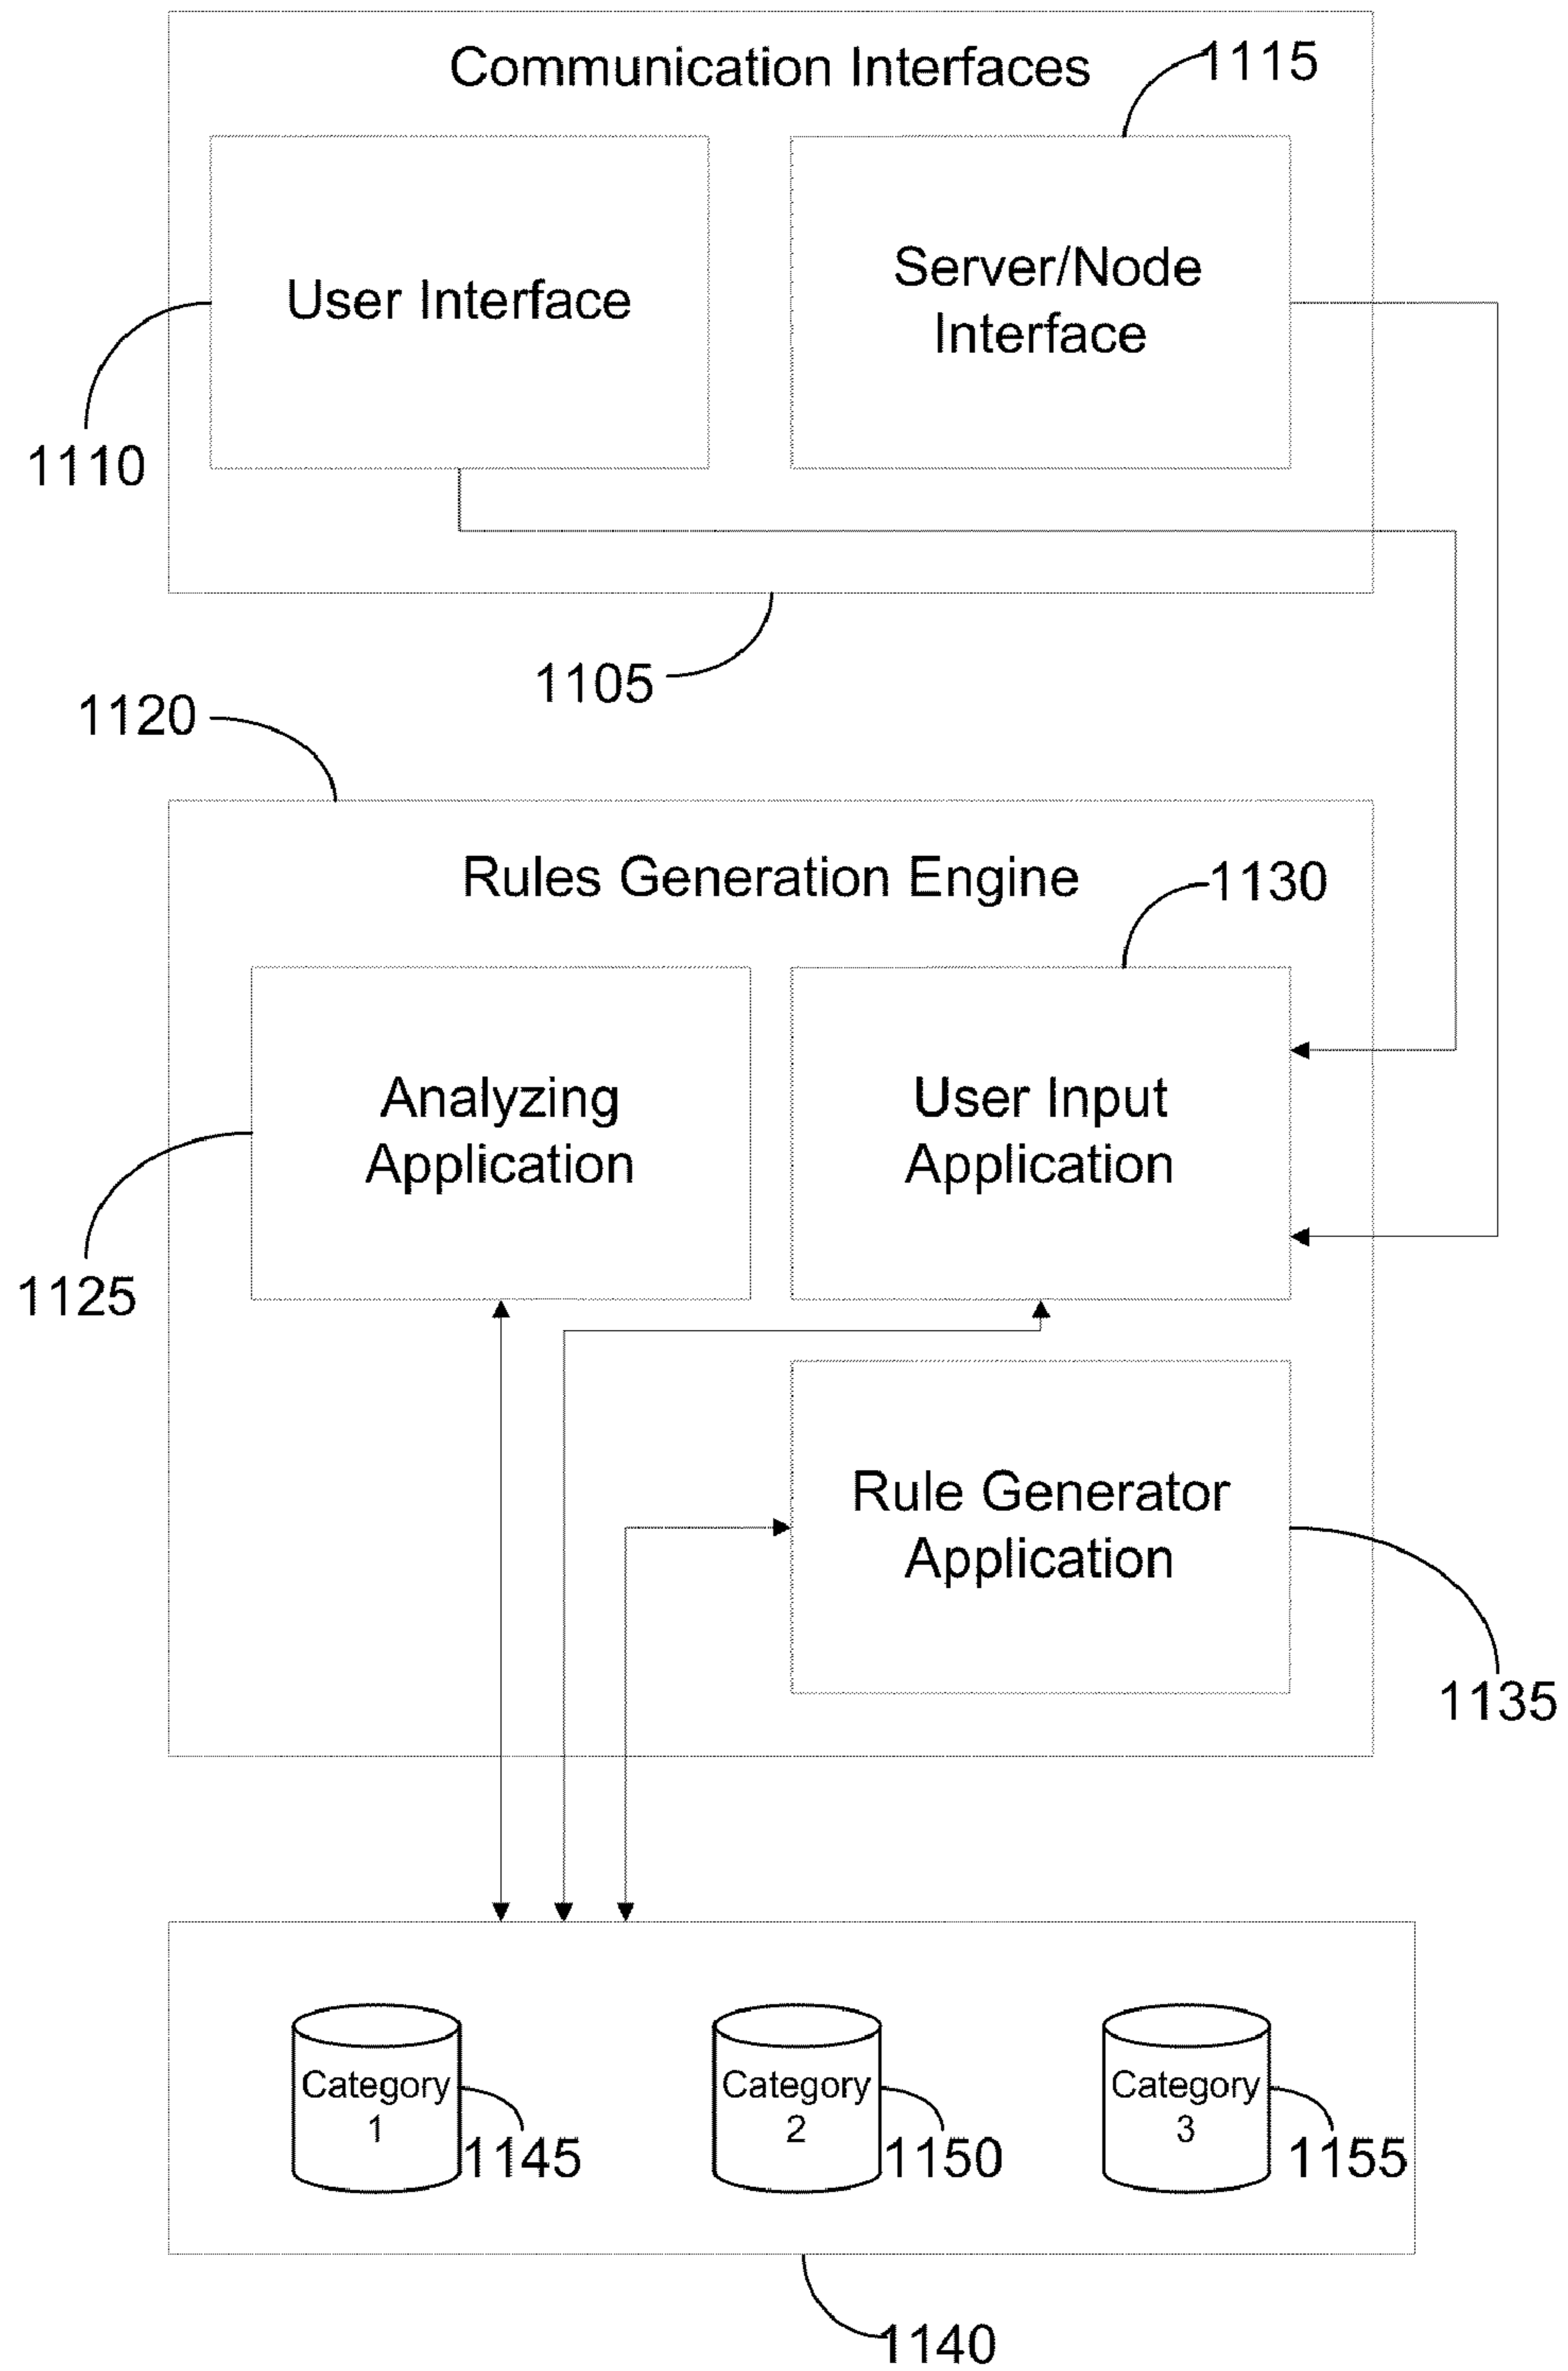 Communication Interfaces
1115
User Interface
Server/Node
Interface
1110
1105
1120
Rules Generation Engine
1130
Analyzing
Application
User Input
Application
1125
Rule Generator
Application
1135
Category
1
1145
Category
2
1150
Category
3
1155
1140